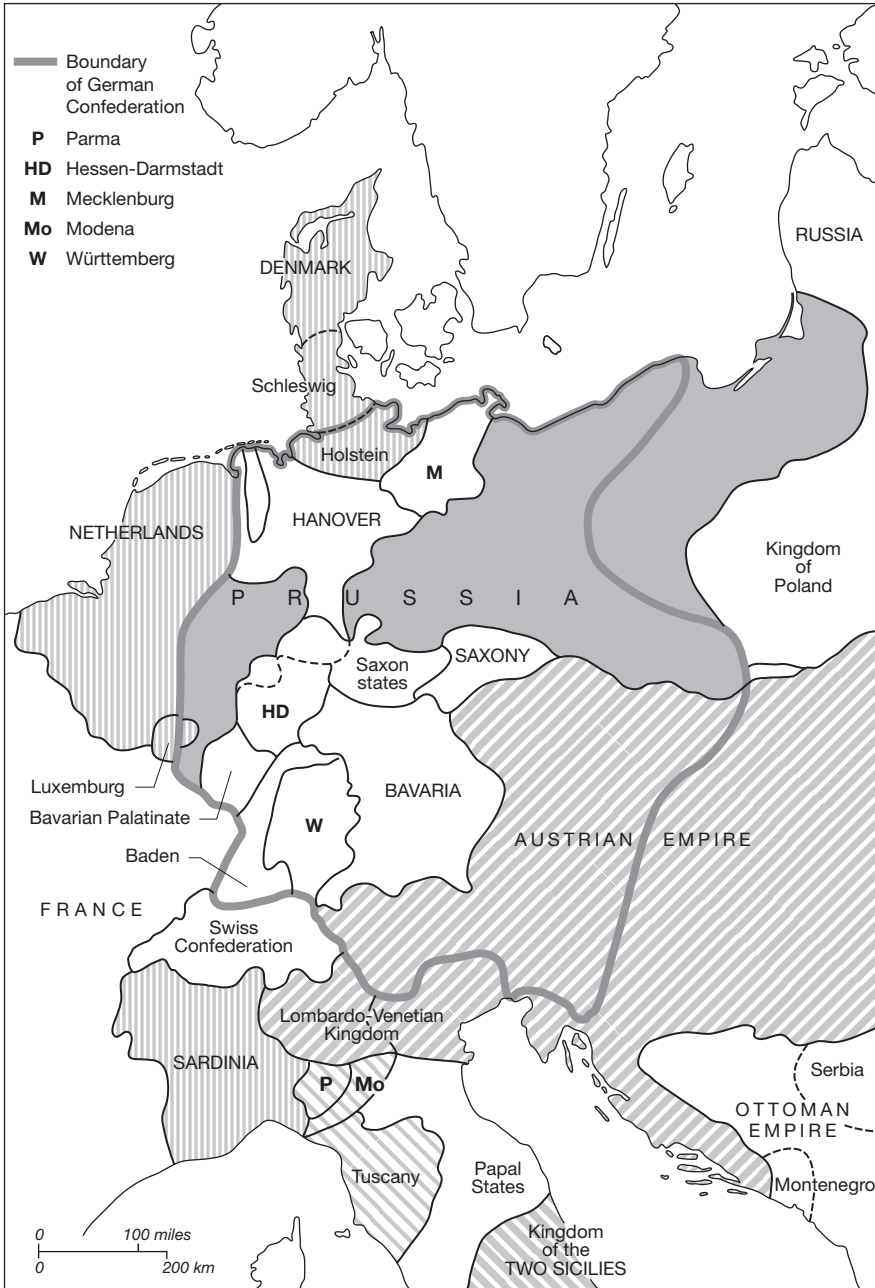 Boundary
of German
Confederation
P Parma
HD Hessen-Darmstadt
M Mecklenburg
Mo Modena
W Württemberg
RUSSIA
DENMARK
Schleswig
Holstein
M
NETHERLANDS
HANOVER
Kingdom
of
Poland
PRUSSIA
Saxon
states
SAXONY
HD
Luxemburg
Bavarian Palatinate
BAVARIA
W
AUSTRIAN EMPIRE
Baden
FRANCE
Swiss
Confederation
Lombardo-Venetian
Kingdom
SARDINIA
P
Mo
Serbia
OTTOMAN
EMPIRE
Tuscany
Papal
States
Montenegro
Kingdom
of the
TWO SICILIES
0 100 miles
0 200 km